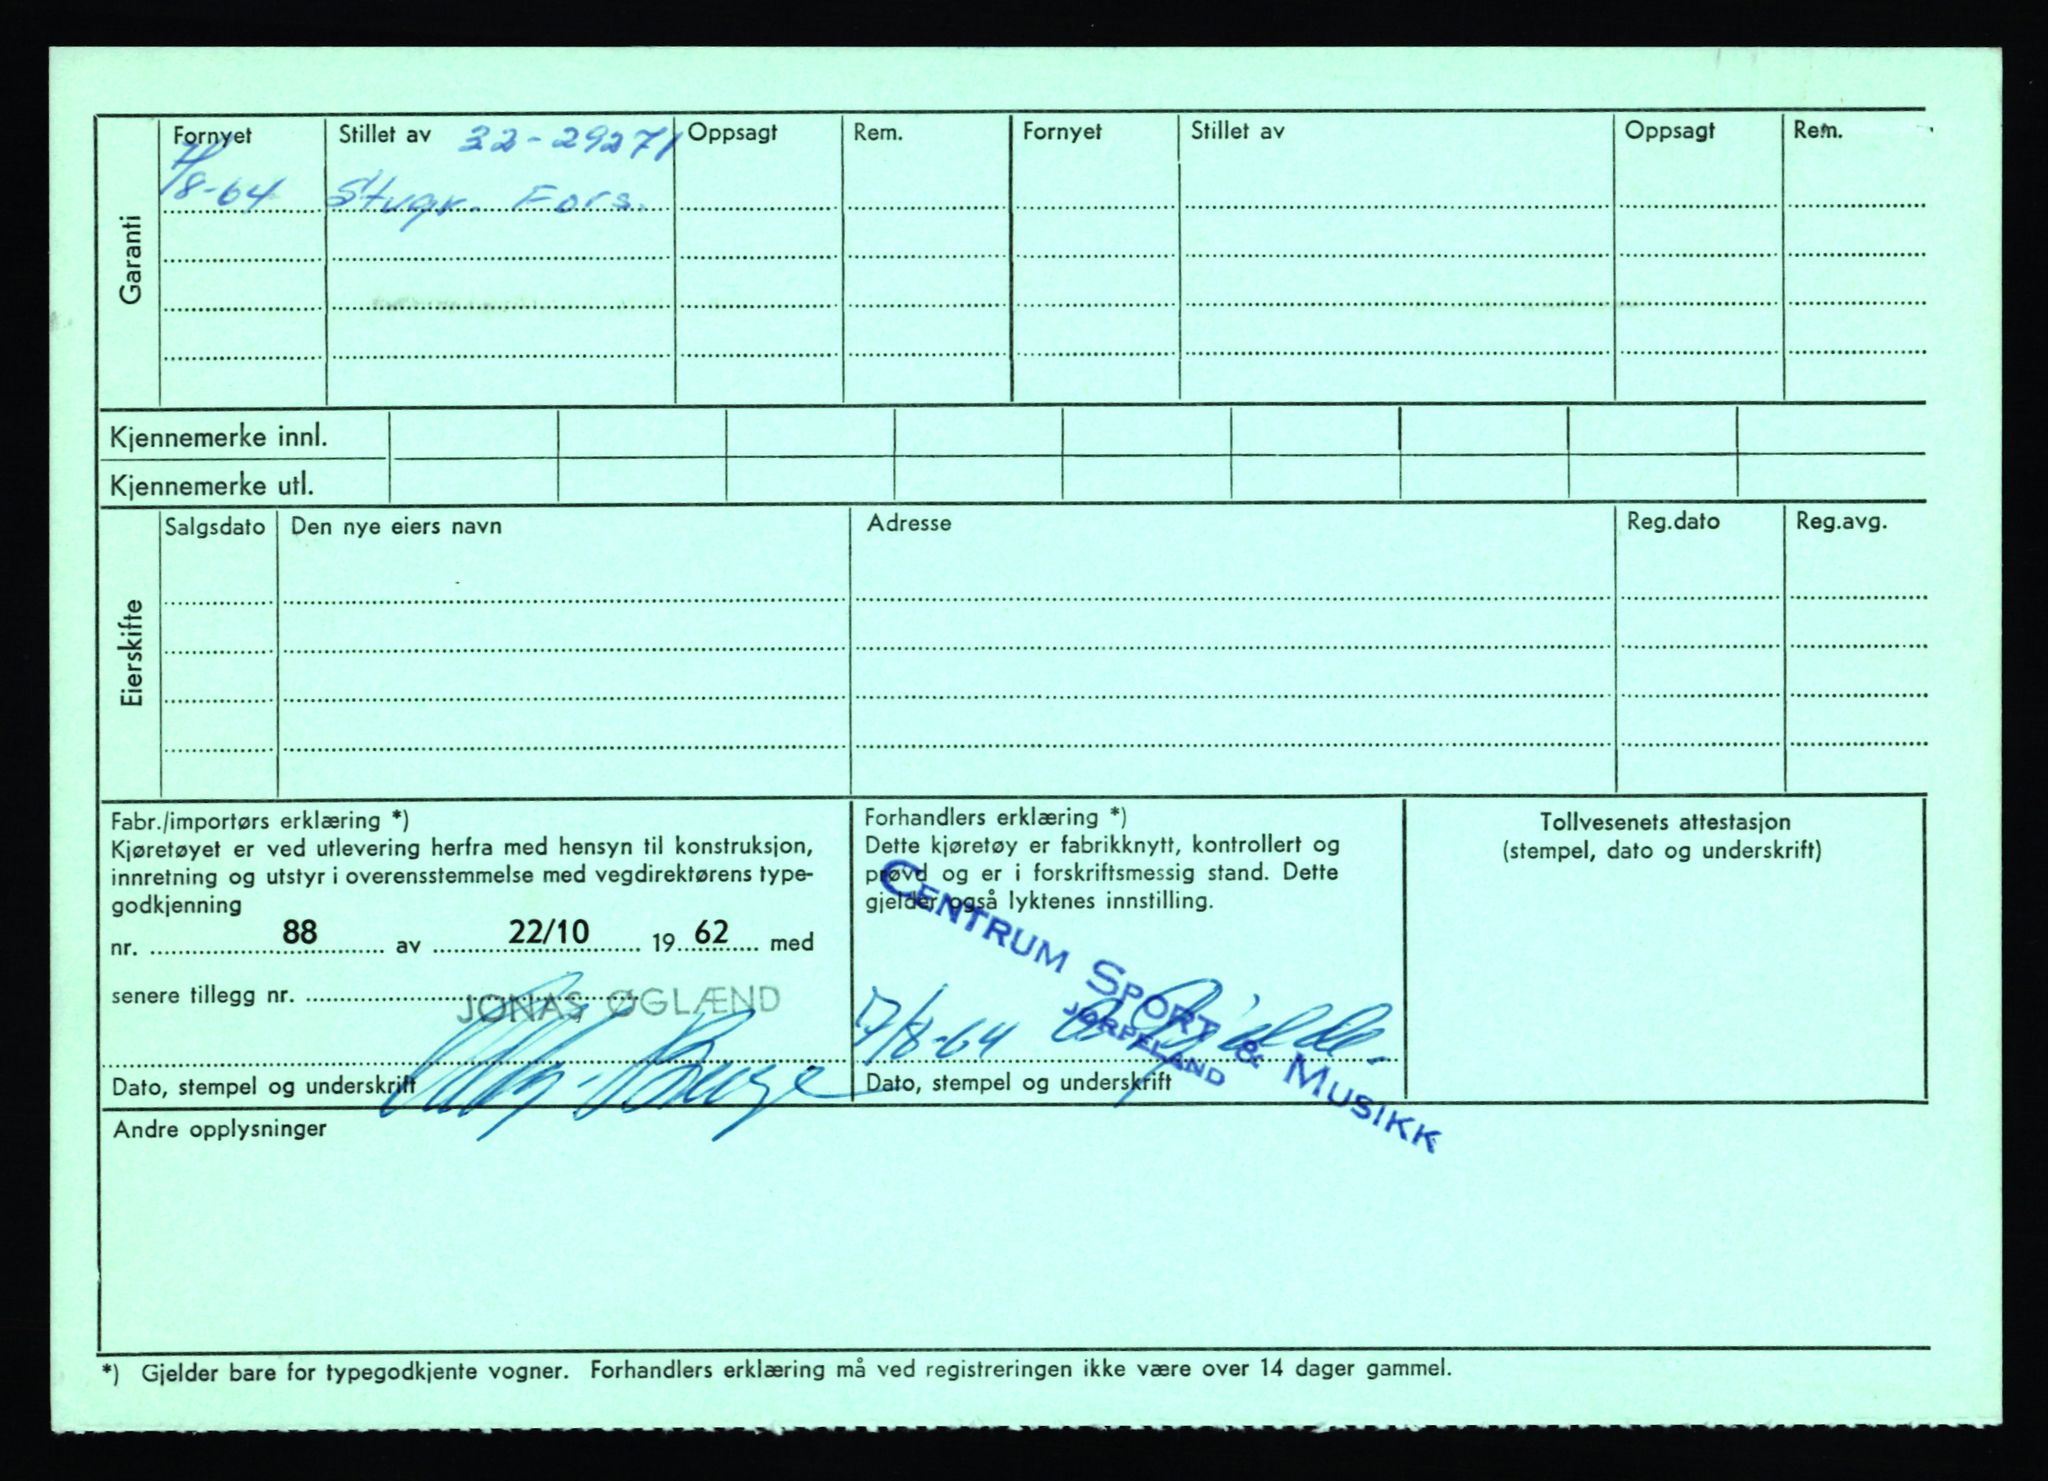 Garanti
Fornyet Stillet av 32-29271 Oppsagt Rem. Fornyet Stillet av Oppsagt Rem.
/8-64 Stvgr. Fors.
Kjennemerke innl.
Kjennemerke utl.
Eierskifte
Salgsdato Den nye eiers navn Adresse Reg.dato Reg.avg.
Fabr./importørs erklæring *)
Kjøretøyet er ved utlevering herfra med hensyn til konstruksjon,
innretning og utstyr i overensstemmelse med vegdirektørens type-
godkjenning
nr. 88 av 22/10 1962 med
senere tillegg nr.
JONAS ØGLÆND
Dato, stempel og underskrift
Forhandlers erklæring *)
Dette kjøretøy er fabrikknytt, kontrollert og
prøvd og er i forskriftsmessig stand. Dette
gjelder også lyktenes innstilling.
CENTRUM SPORT & MUSIKK
JØRPELAND
/8-64
Dato, stempel og underskrift
Tollvesenets attestasjon
(stempel, dato og underskrift)
Andre opplysninger
*) Gjelder bare for typegodkjente vogner. Forhandlers erklæring må ved registreringen ikke være over 14 dager gammel.